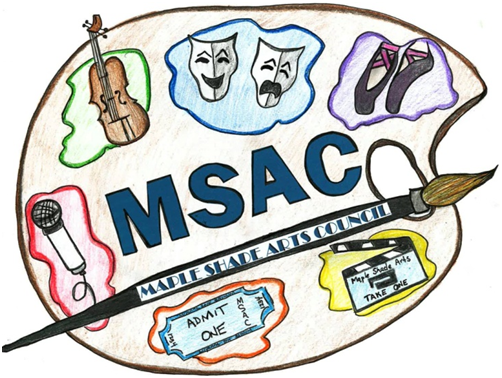 MSAC
MAPLE SHADE ARTS COUNCIL
ADMIT
ONE
MSAC
Maple Shade Arts
TAKE ONE